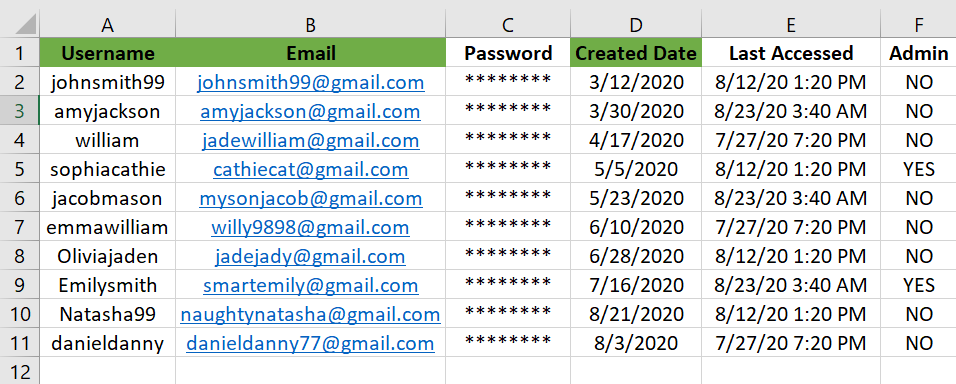 A B C D E F
1 Username Email Password Created Date Last Accessed Admin
2 johnsmith99 johnsmith99@gmail.com ******** 3/12/2020 8/12/20 1:20 PM NO
3 amyjackson amyjackson@gmail.com ******** 3/30/2020 8/23/20 3:40 AM NO
4 william jadewilliam@gmail.com ******** 4/17/2020 7/27/20 7:20 PM NO
5 sophiacathie cathiecat@gmail.com ******** 5/5/2020 8/12/20 1:20 PM YES
6 jacobmason mysonjacob@gmail.com ******** 5/23/2020 8/23/20 3:40 AM NO
7 emmawilliam willy9898@gmail.com ******** 6/10/2020 7/27/20 7:20 PM NO
8 Oliviajaden jadejady@gmail.com ******** 6/28/2020 8/12/20 1:20 PM NO
9 Emilysmith smartemily@gmail.com ******** 7/16/2020 8/23/20 3:40 AM YES
10 Natasha99 naughtynatasha@gmail.com ******** 8/21/2020 8/12/20 1:20 PM NO
11 danieldanny danieldanny77@gmail.com ******** 8/3/2020 7/27/20 7:20 PM NO
12